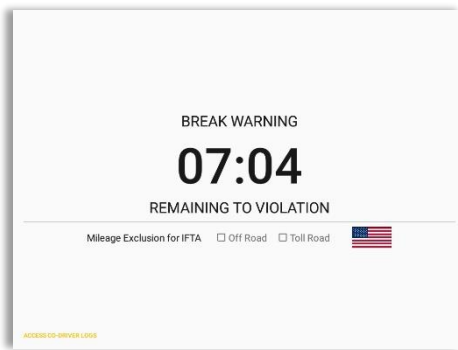 BREAK WARNING
07:04
REMAINING TO VIOLATION
Mileage Exclusion for IFTA Off Road Toll Road
ACCESS CO-DRIVER LOGS